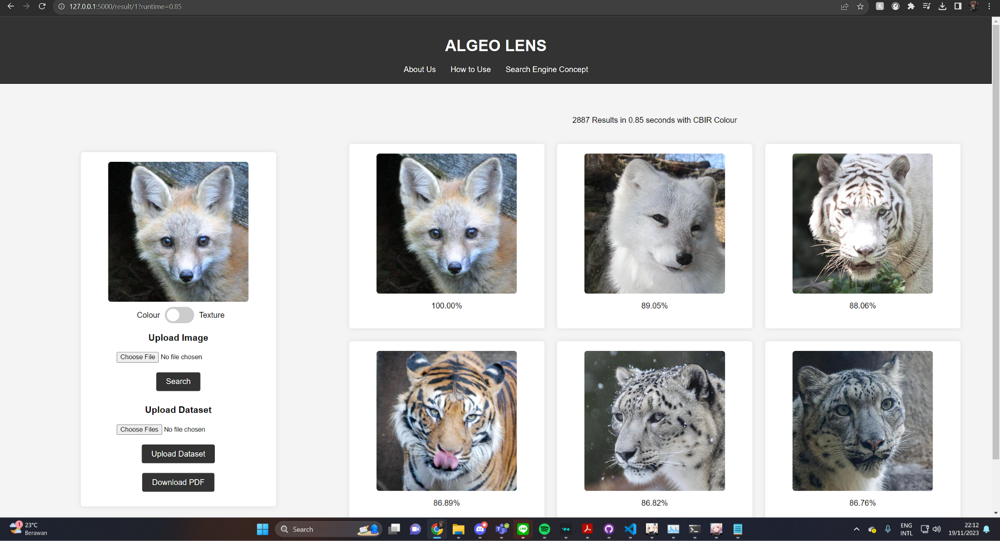 127.0.0.1:5000/result/1?runtime=0.85
ALGEO LENS
About Us How to Use Search Engine Concept
2887 Results in 0.85 seconds with CBIR Colour
Colour Texture
Upload Image
Choose File No file chosen
Search
Upload Dataset
Choose Files No file chosen
Upload Dataset
Download PDF
100.00% 89.05% 88.06%
86.89% 86.82% 86.76%
1
23°C
Berawan
Search
LINE
ENG
INTL
22:12
19/11/2023